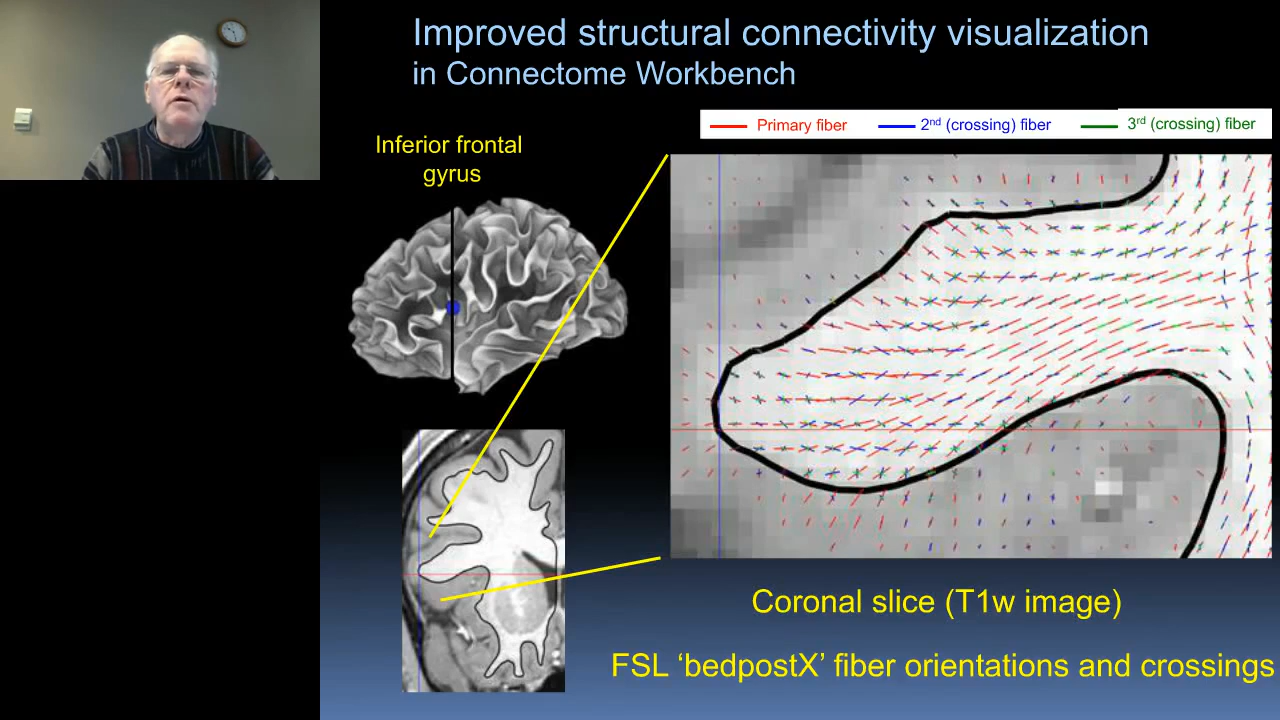 Improved structural connectivity visualization
in Connectome Workbench
Primary fiber
2nd (crossing) fiber
3rd (crossing) fiber
Inferior frontal
gyrus
Coronal slice (T1w image)
FSL ‘bedpostX’ fiber orientations and crossings